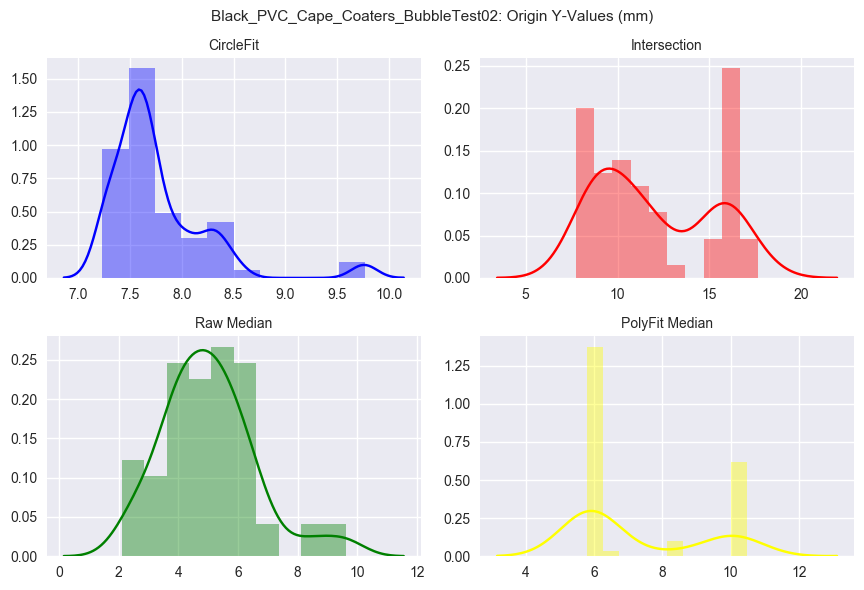 Black_PVC_Cape_Coaters_BubbleTest02: Origin Y-Values (mm)
CircleFit
1.50
1.25
1.00
0.75
0.50
0.25
0.00
7.0 7.5 8.0 8.5 9.0 9.5 10.0
Intersection
0.25
0.20
0.15
0.10
0.05
0.00
5 10 15 20
Raw Median
0.25
0.20
0.15
0.10
0.05
0.00
0 2 4 6 8 10 12
PolyFit Median
1.25
1.00
0.75
0.50
0.25
0.00
4 6 8 10 12